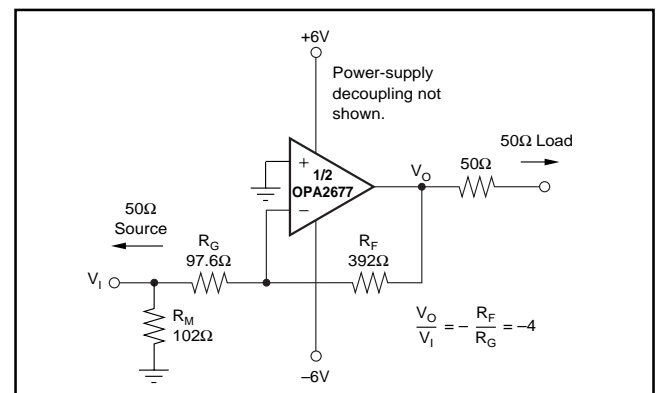 +6V
Power-supply
decoupling not
shown.
50Ω Load
+
1/2
OPA2677
−
VO
50Ω
50Ω
Source
RG
97.6Ω
RF
392Ω
VI
RM
102Ω
VO/VI = − RF/RG = −4
−6V